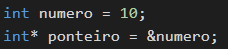 int numero = 10;
int* ponteiro = &numero;